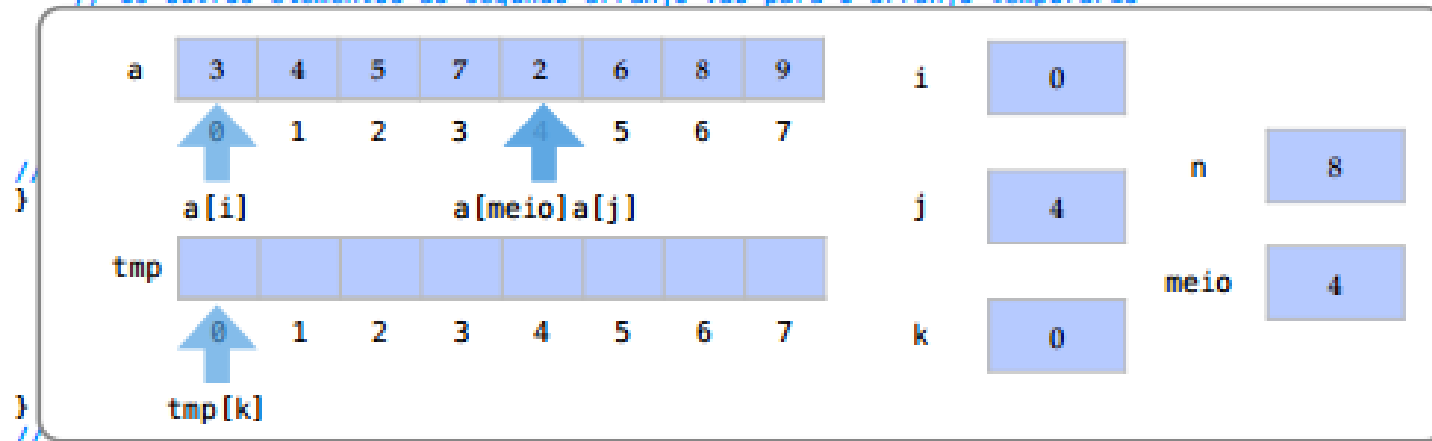 a 3 4 5 7 2 6 8 9 i 0
0 1 2 3 4 5 6 7
n 8
//
} a[i] a[meio]a[j] j 4
tmp
meio 4
0 1 2 3 4 5 6 7 k 0
} tmp[k]
//